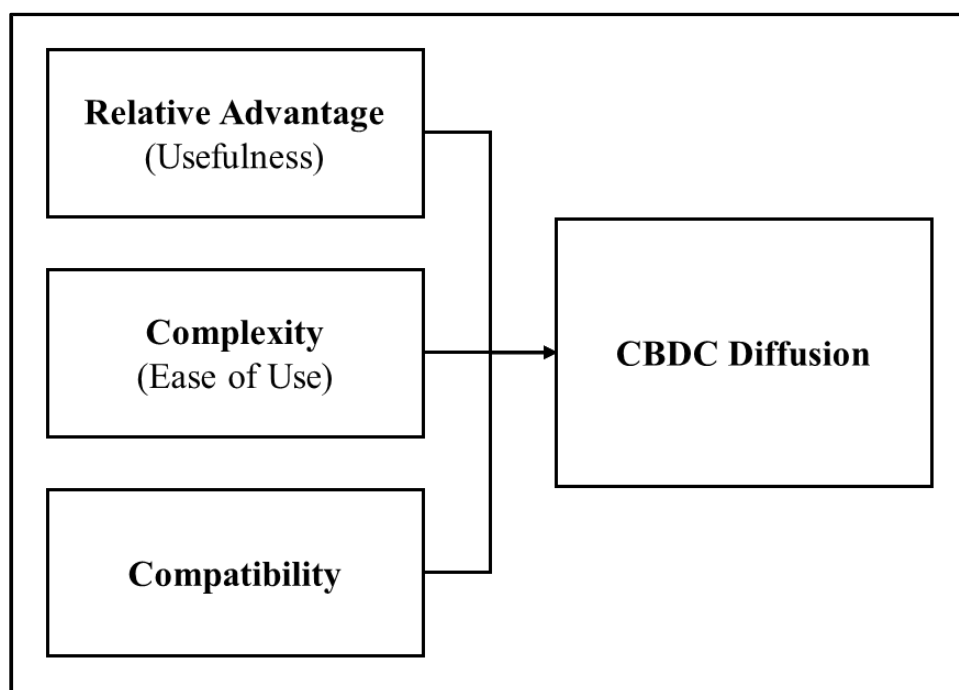 Relative Advantage
(Usefulness)
Complexity
(Ease of Use)
CBDC Diffusion
Compatibility